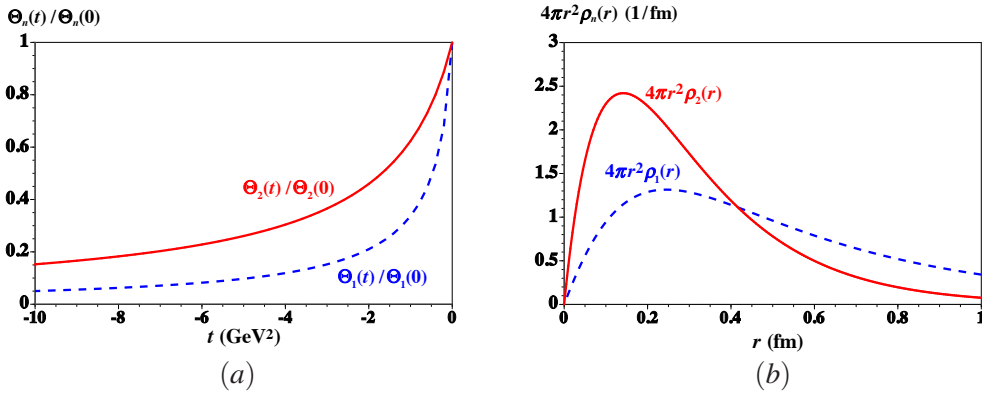 Θn(t) / Θn(0)
1
0.8
0.6
0.4
0.2
0
Θ2(t) / Θ2(0)
Θ1(t) / Θ1(0)
-10 -8 -6 -4 -2 0
t (GeV²)
(a)
4πr²ρn(r) (1/fm)
3
2.5
2
1.5
1
0.5
0
4πr²ρ2(r)
4πr²ρ1(r)
0 0.2 0.4 0.6 0.8 1
r (fm)
(b)